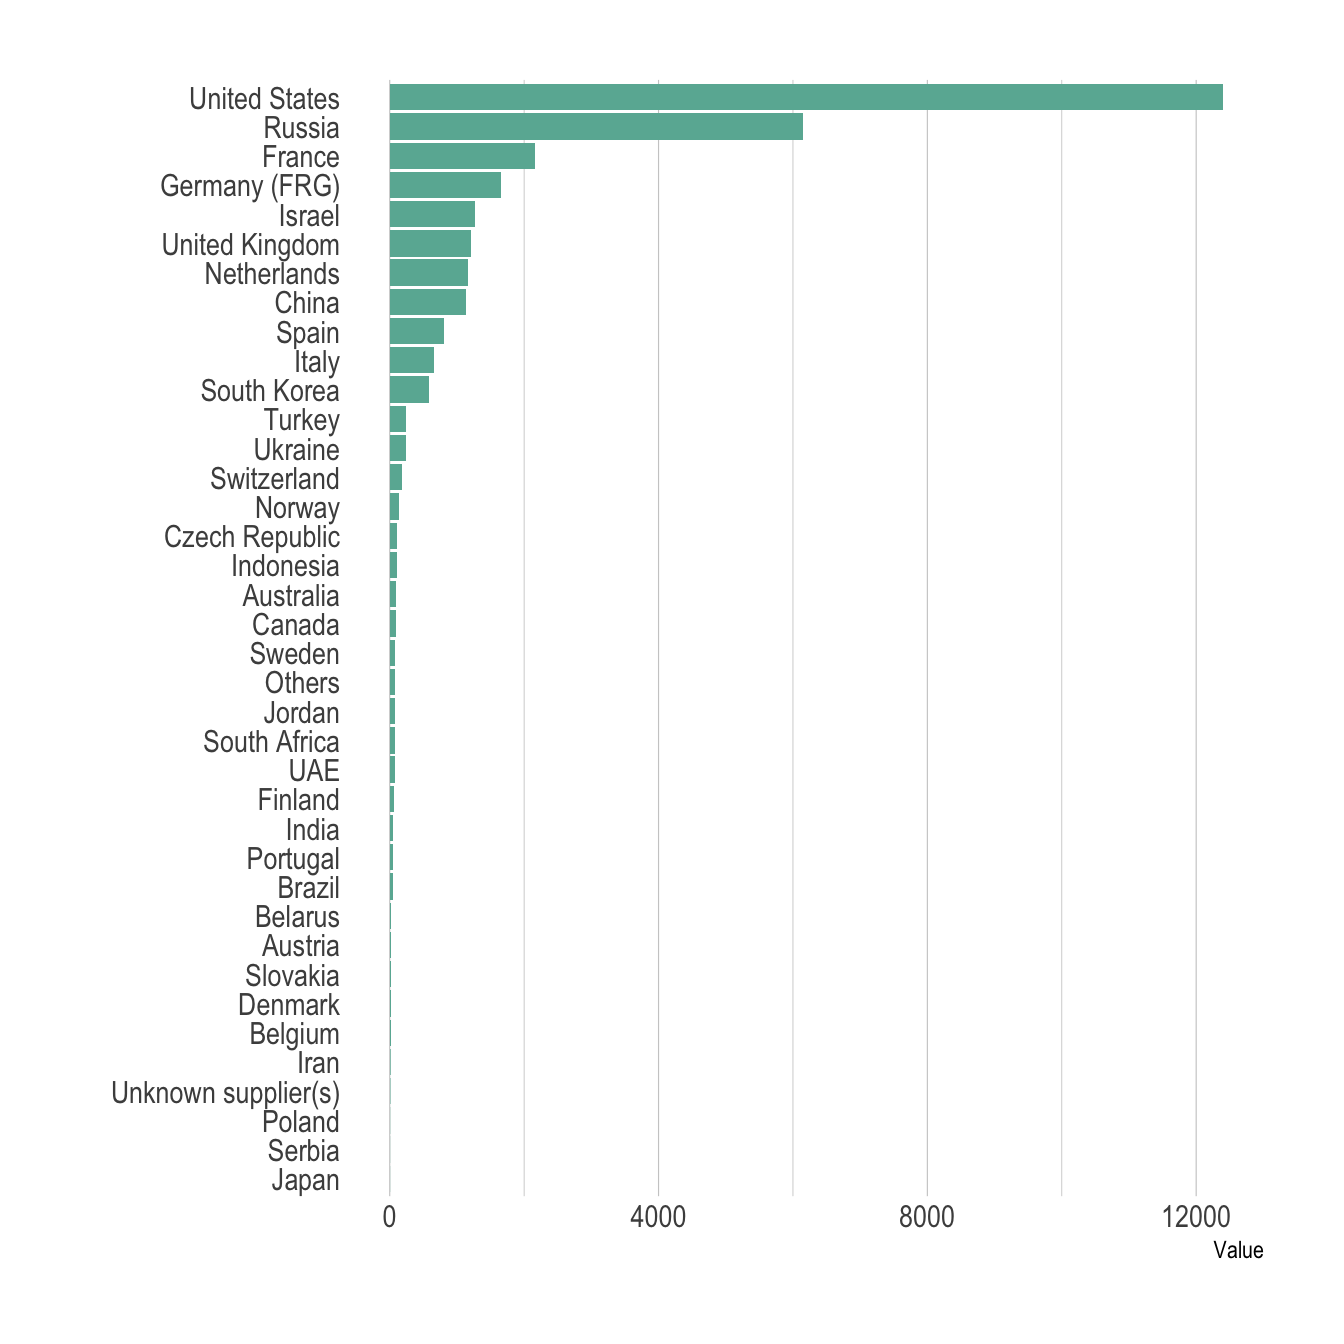 United States
Russia
France
Germany (FRG)
Israel
United Kingdom
Netherlands
China
Spain
Italy
South Korea
Turkey
Ukraine
Switzerland
Norway
Czech Republic
Indonesia
Australia
Canada
Sweden
Others
Jordan
South Africa
UAE
Finland
India
Portugal
Brazil
Belarus
Austria
Slovakia
Denmark
Belgium
Iran
Unknown supplier(s)
Poland
Serbia
Japan
0 4000 8000 12000
Value